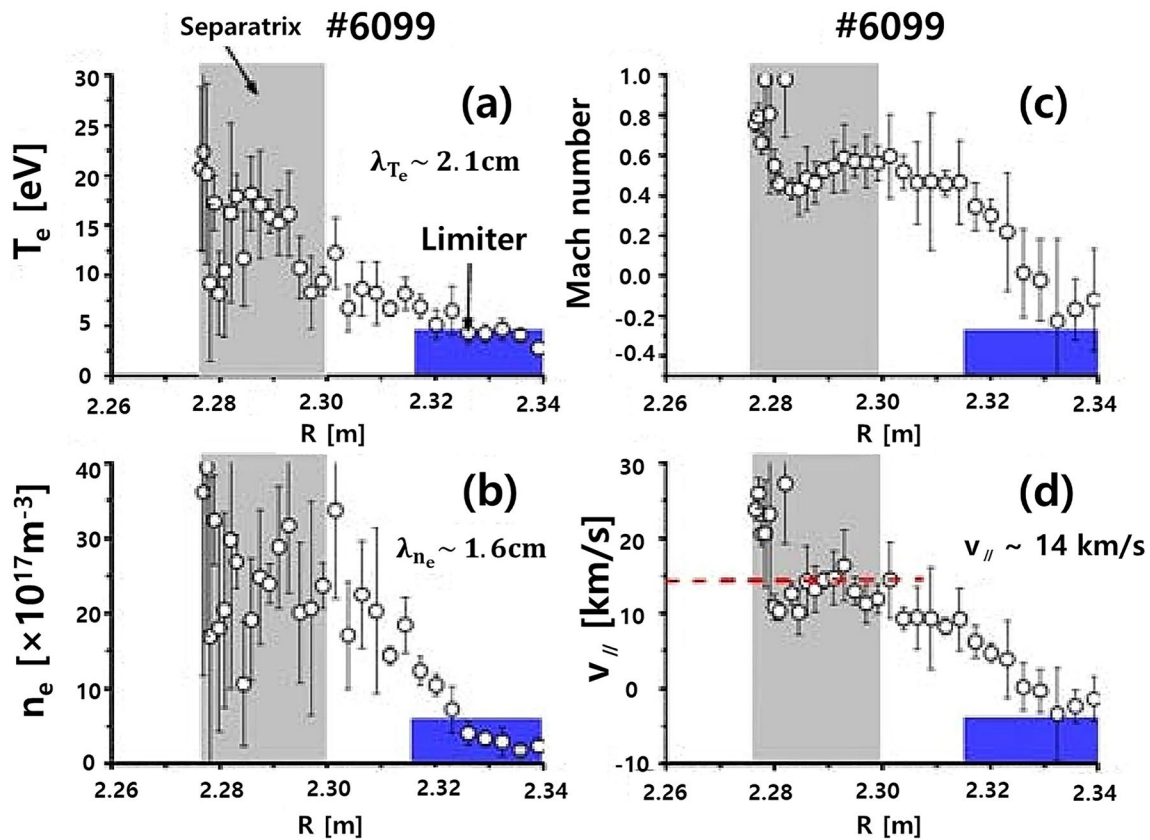 Separatrix #6099
#6099
30
25
20
15
10
5
0
T_e [eV]
(a)
λ_Te ~ 2.1cm
Limiter
2.26 2.28 2.30 2.32 2.34
R [m]
1.0
0.8
0.6
0.4
0.2
0.0
-0.2
-0.4
Mach number
(c)
2.26 2.28 2.30 2.32 2.34
R [m]
40
30
20
10
0
n_e [×10^17 m^-3]
(b)
λ_ne ~ 1.6cm
2.26 2.28 2.30 2.32 2.34
R [m]
30
20
10
0
-10
v_// [km/s]
(d)
v_// ~ 14 km/s
2.26 2.28 2.30 2.32 2.34
R [m]